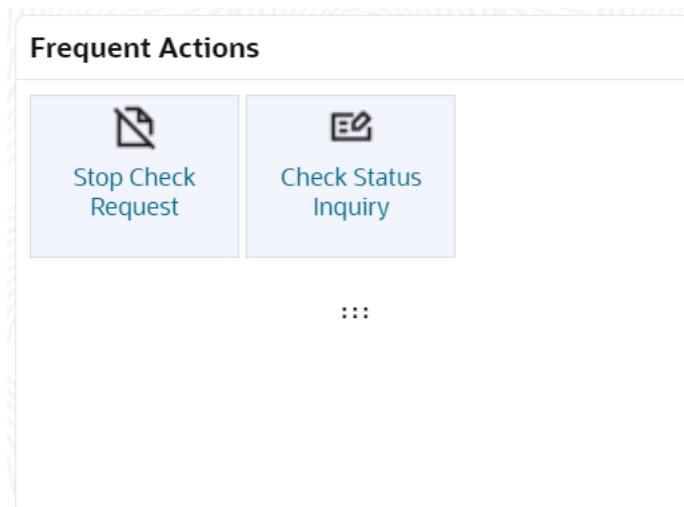 Frequent Actions
Stop Check
Request
Check Status
Inquiry